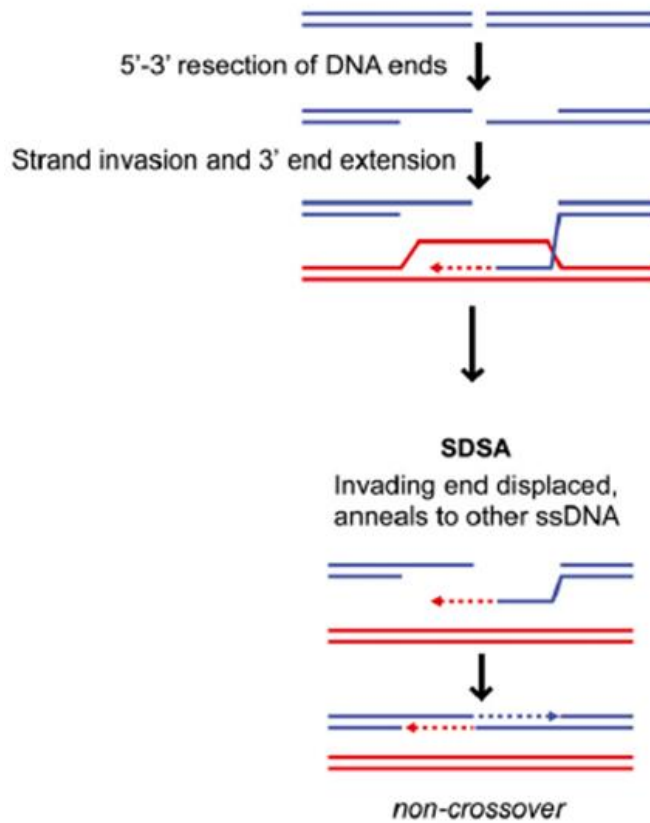 5'-3' resection of DNA ends
Strand invasion and 3' end extension
SDSA
Invading end displaced,
anneals to other ssDNA
non-crossover